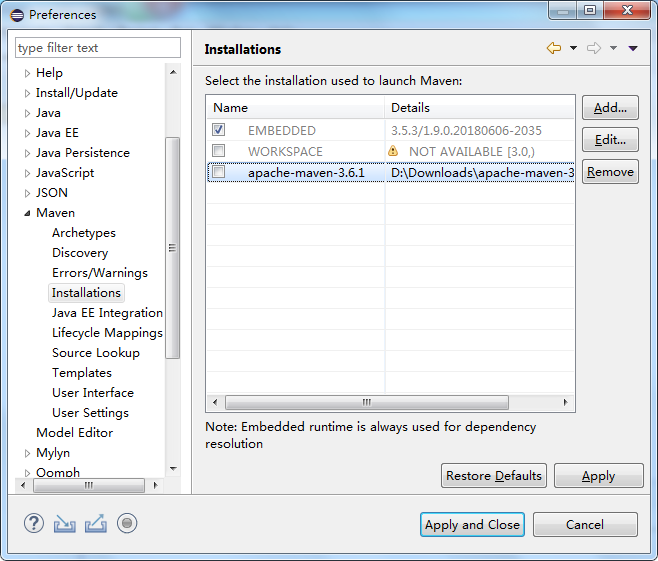 Preferences
type filter text
Help
Install/Update
Java
Java EE
Java Persistence
JavaScript
JSON
Maven
Archetypes
Discovery
Errors/Warnings
Installations
Java EE Integration
Lifecycle Mappings
Source Lookup
Templates
User Interface
User Settings
Model Editor
Mylyn
Oomph
Installations
Select the installation used to launch Maven:
Name Details
EMBEDDED 3.5.3/1.9.0.20180606-2035
WORKSPACE NOT AVAILABLE [3.0,)
apache-maven-3.6.1 D:\Downloads\apache-maven-3
Add...
Edit...
Remove
Note: Embedded runtime is always used for dependency
resolution
Restore Defaults Apply
Apply and Close Cancel